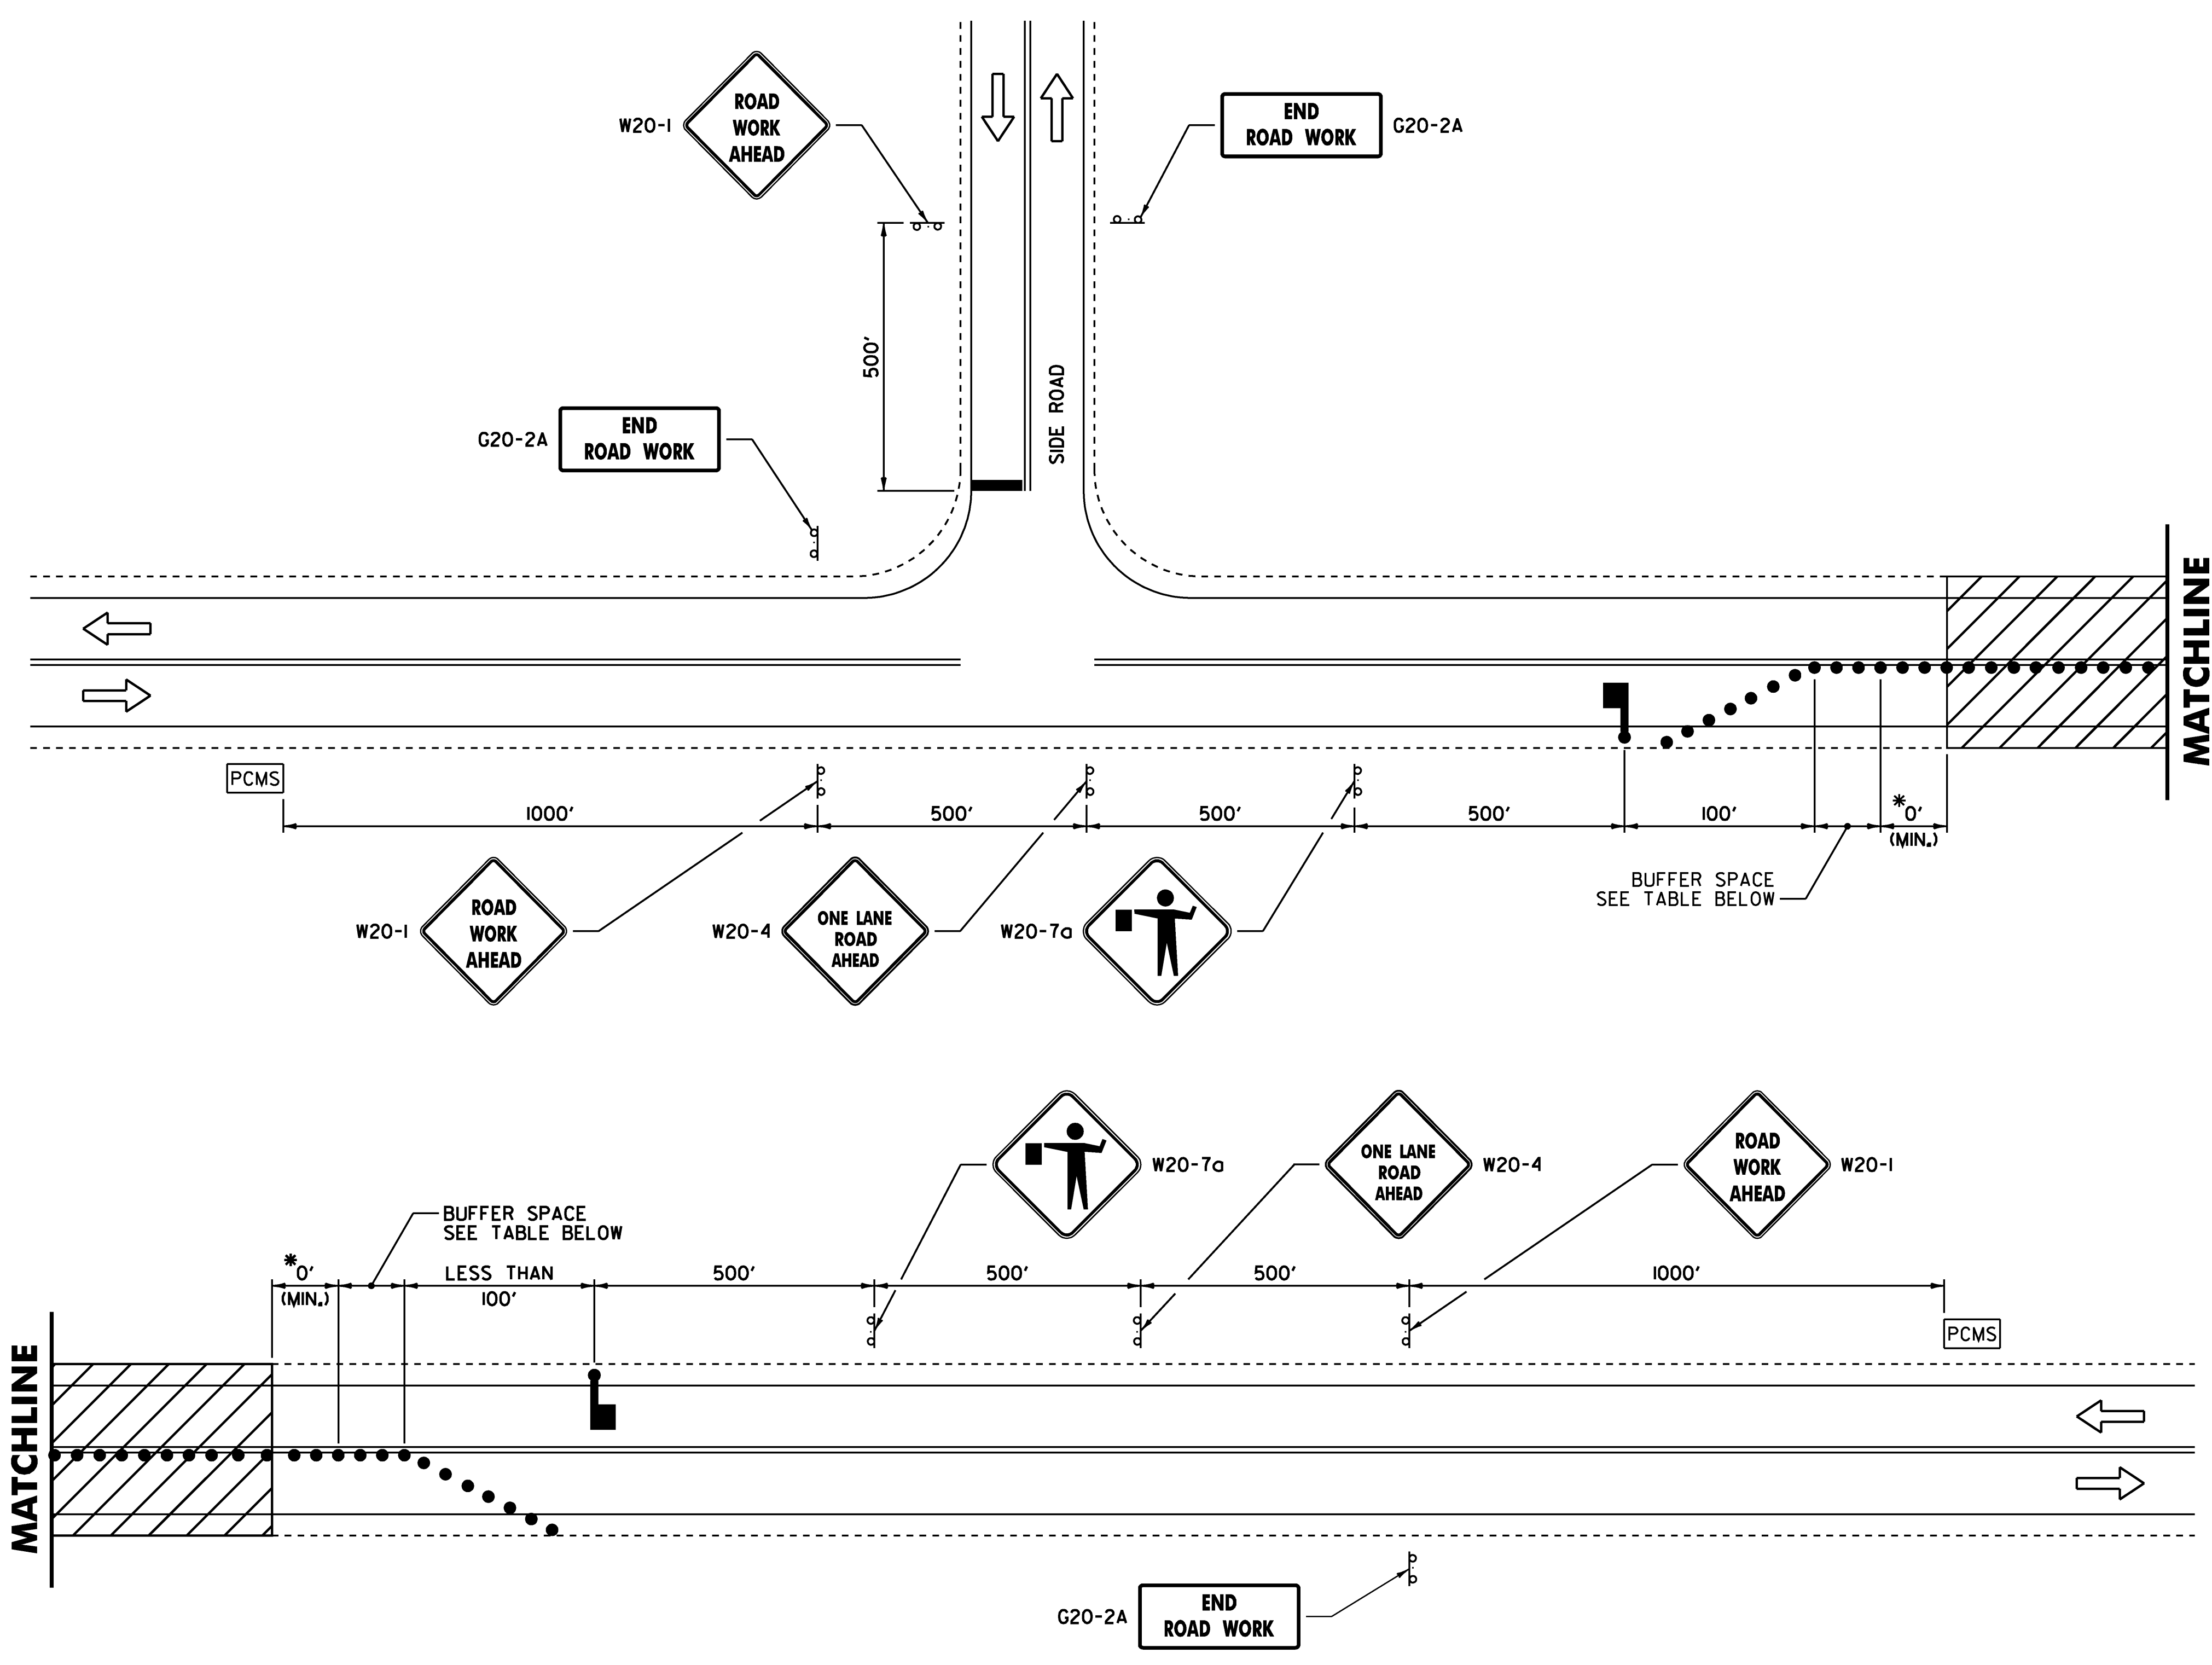 W20-1
ROAD
WORK
AHEAD
END
ROAD WORK
G20-2A
500'
SIDE ROAD
G20-2A
END
ROAD WORK
MATCHLINE
PCMS
1000'
500'
500'
500'
100'
*0'
(MIN.)
BUFFER SPACE
SEE TABLE BELOW
W20-1
ROAD
WORK
AHEAD
W20-4
ONE LANE
ROAD
AHEAD
W20-7a
W20-7a
ONE LANE
ROAD
AHEAD
W20-4
ROAD
WORK
AHEAD
W20-1
BUFFER SPACE
SEE TABLE BELOW
*0'
(MIN.)
LESS THAN
100'
500'
500'
500'
1000'
PCMS
MATCHLINE
G20-2A
END
ROAD WORK